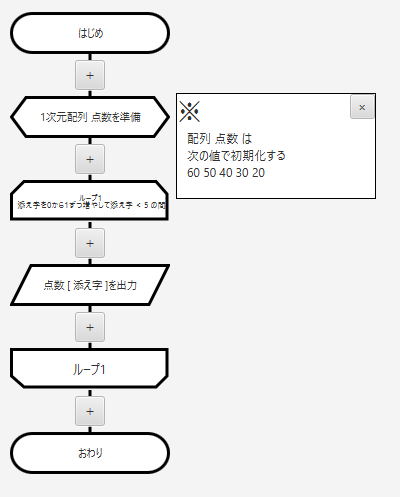 はじめ
+
1次元配列 点数を準備
×
※
配列 点数 は
次の値で初期化する
60 50 40 30 20
+
ループ1
添え字を0から1ずつ増やして添え字 < 5 の間
+
点数 [ 添え字 ]を出力
+
ループ1
+
おわり